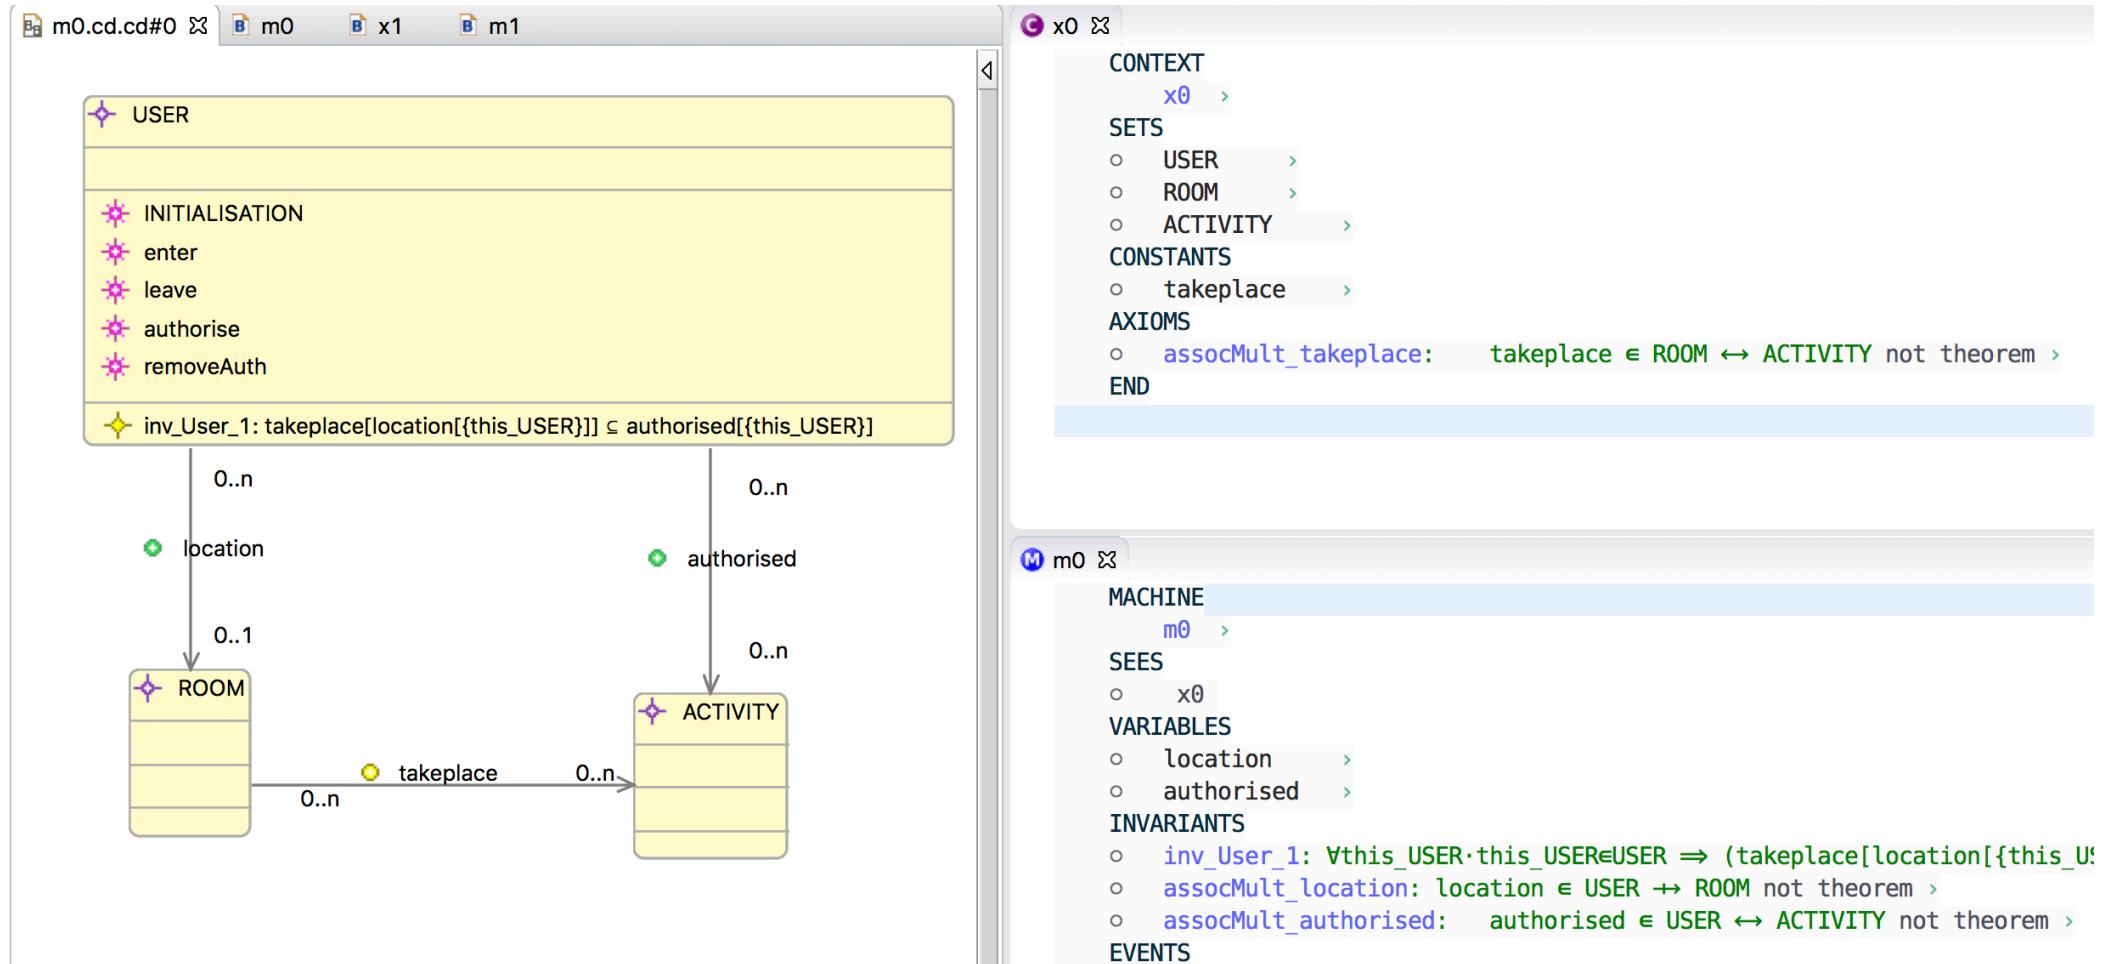 m0.cd.cd#0
m0
x1
m1
USER
INITIALISATION
enter
leave
authorise
removeAuth
inv_User_1: takeplace[location[{this_USER}]] ⊆ authorised[{this_USER}]
0..n
0..n
location
authorised
0..1
0..n
ROOM
ACTIVITY
takeplace
0..n
0..n
x0
CONTEXT
x0 ›
SETS
○ USER ›
○ ROOM ›
○ ACTIVITY ›
CONSTANTS
○ takeplace ›
AXIOMS
○ assocMult_takeplace: takeplace ∈ ROOM ↔ ACTIVITY not theorem ›
END
m0
MACHINE
m0 ›
SEES
○ x0
VARIABLES
○ location ›
○ authorised ›
INVARIANTS
○ inv_User_1: ∀this_USER·this_USER∈USER ⇒ (takeplace[location[{this_US
○ assocMult_location: location ∈ USER ⇸ ROOM not theorem ›
○ assocMult_authorised: authorised ∈ USER ↔ ACTIVITY not theorem ›
EVENTS